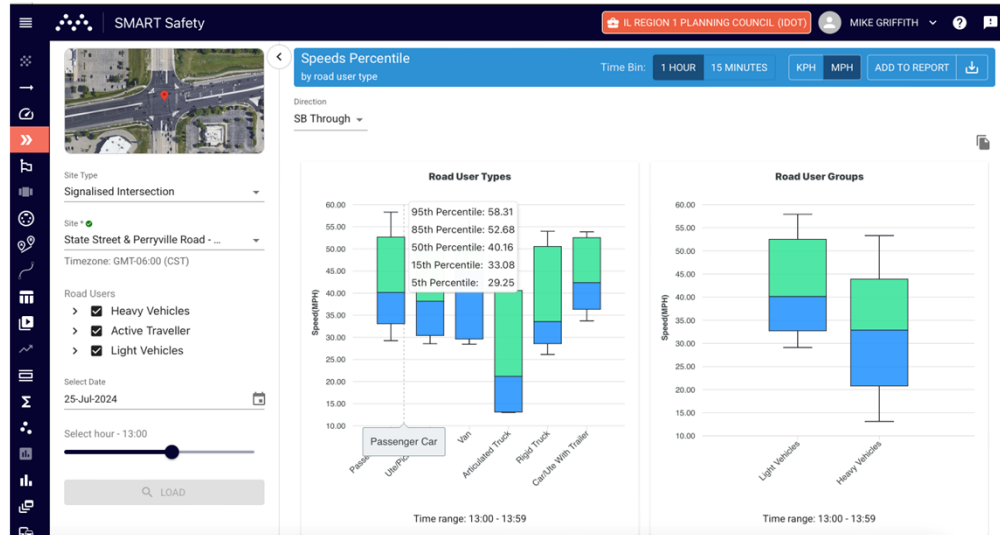 SMART Safety
IL REGION 1 PLANNING COUNCIL (IDOT)
MIKE GRIFFITH
?
Speeds Percentile
by road user type
Time Bin:
1 HOUR
15 MINUTES
KPH
MPH
ADD TO REPORT
Direction
SB Through
Site Type
Signalised Intersection
Site *
State Street & Perryville Road - ...
Timezone: GMT-06:00 (CST)
Road Users
Heavy Vehicles
Active Traveller
Light Vehicles
Select Date
25-Jul-2024
Select hour - 13:00
LOAD
Road User Types
60.00
55.00
50.00
45.00
40.00
35.00
30.00
25.00
20.00
15.00
10.00
Speed(MPH)
95th Percentile: 58.31
85th Percentile: 52.68
50th Percentile: 40.16
15th Percentile: 33.08
5th Percentile: 29.25
Passenger Car
Van
Articulated Truck
Rigid Truck
Car/Ute With Trailer
Time range: 13:00 - 13:59
Road User Groups
60.00
55.00
50.00
45.00
40.00
35.00
30.00
25.00
20.00
15.00
10.00
Speed(MPH)
Light Vehicles
Heavy Vehicles
Time range: 13:00 - 13:59